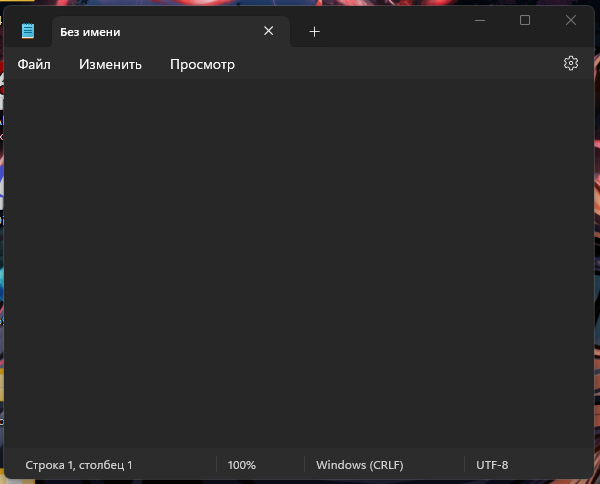 Без имени
Файл Изменить Просмотр
Строка 1, столбец 1 100% Windows (CRLF) UTF-8